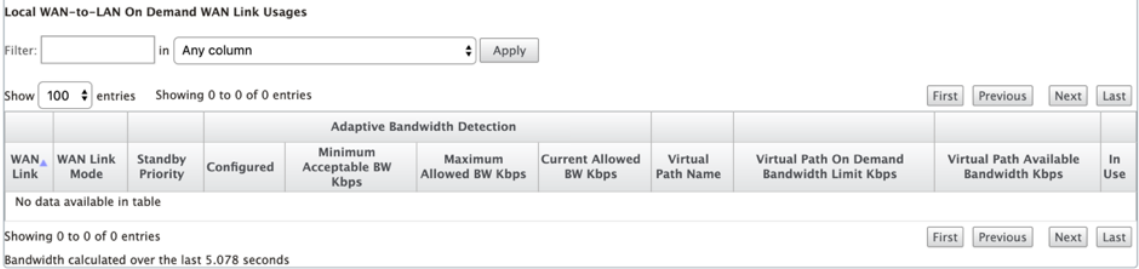 Local WAN-to-LAN On Demand WAN Link Usages
Filter: in Any column Apply
Show 100 entries Showing 0 to 0 of 0 entries First Previous Next Last
Adaptive Bandwidth Detection
WAN Link WAN Link Mode Standby Priority Configured Minimum Acceptable BW Kbps Maximum Allowed BW Kbps Current Allowed BW Kbps Virtual Path Name Virtual Path On Demand Bandwidth Limit Kbps Virtual Path Available Bandwidth Kbps In Use
No data available in table
Showing 0 to 0 of 0 entries First Previous Next Last
Bandwidth calculated over the last 5.078 seconds